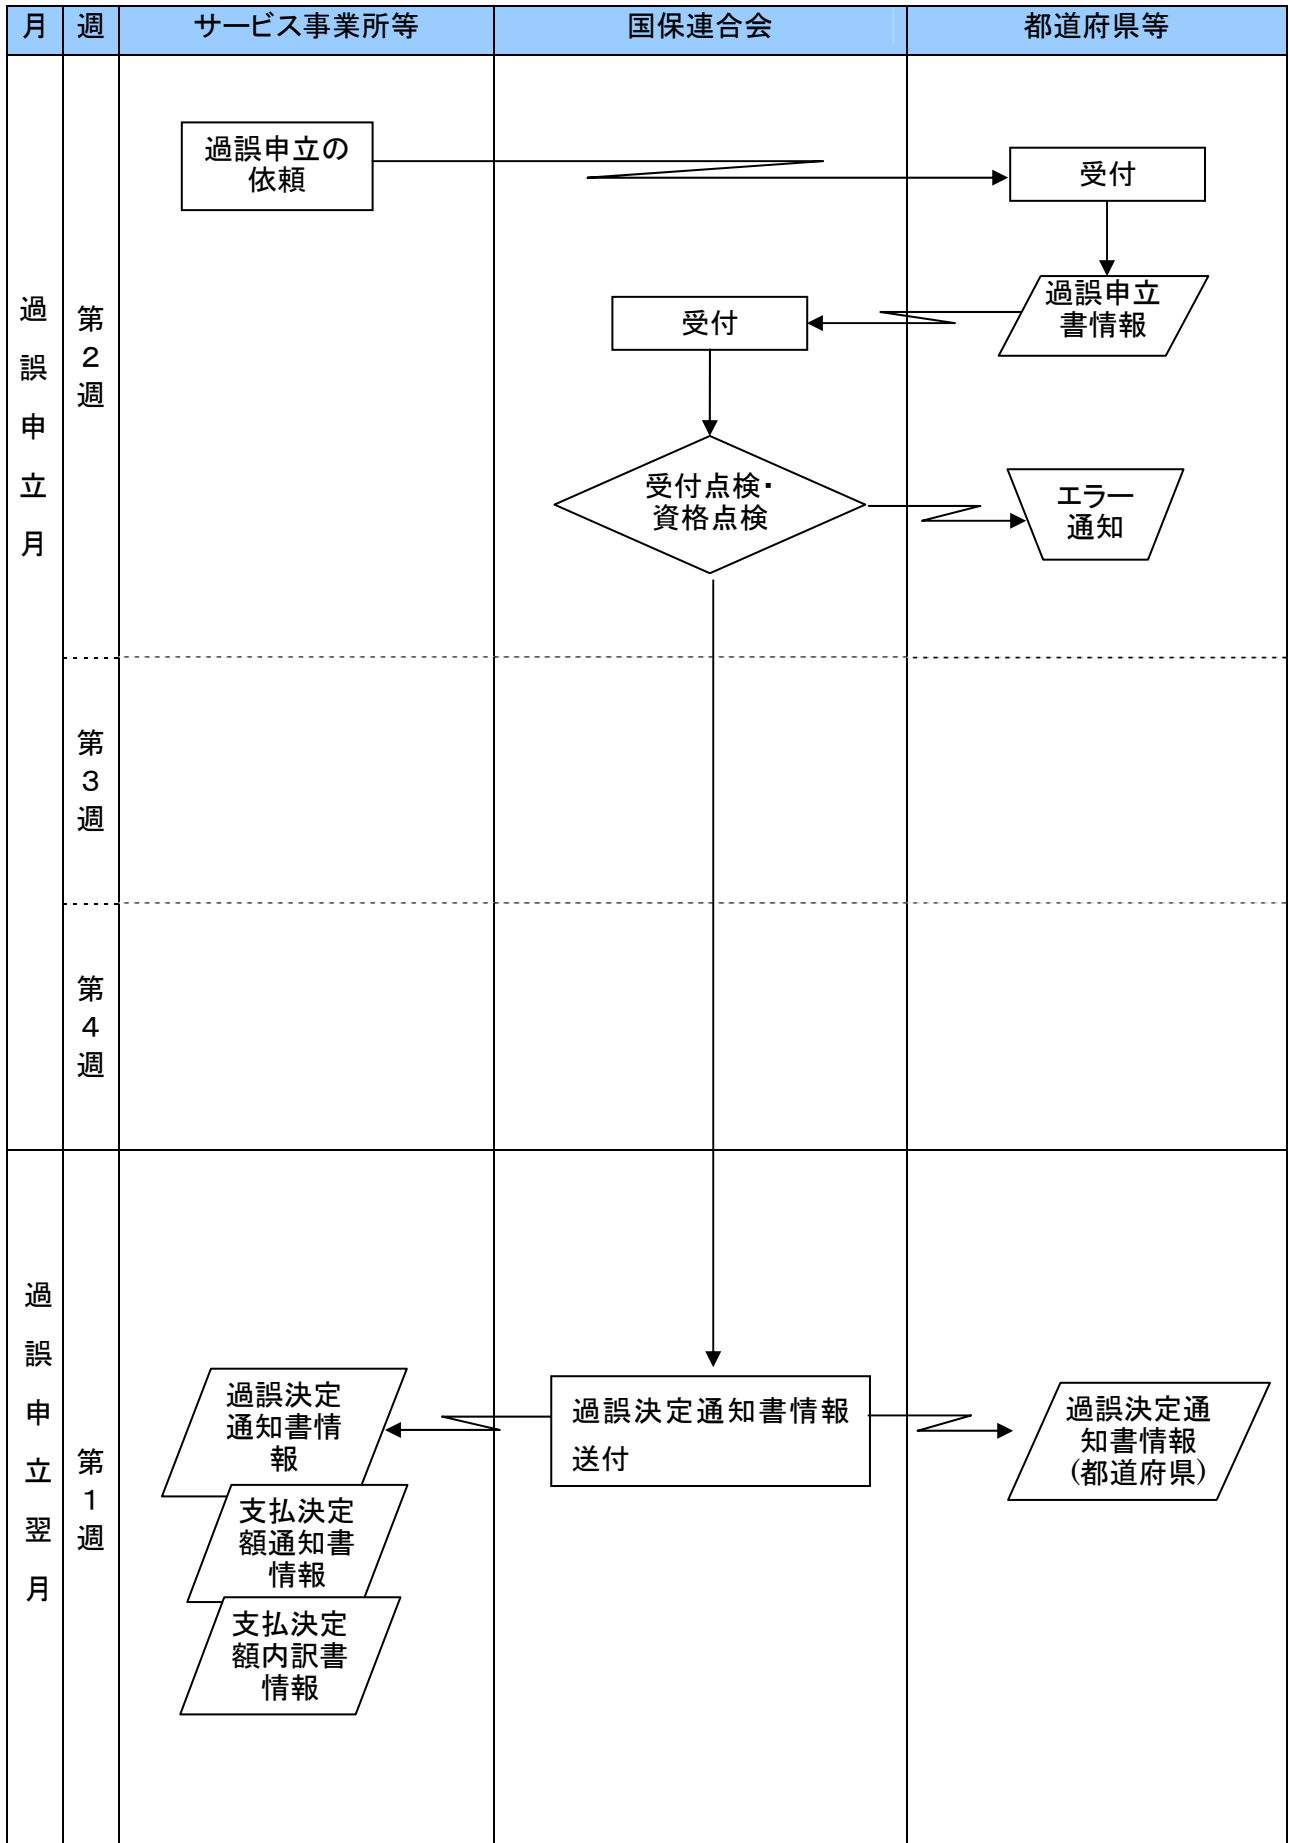 月 週 サービス事業所等 国保連合会 都道府県等
過誤申立月
第２週
過誤申立の
依頼
受付
過誤申立
書情報
受付
受付点検・
資格点検
エラー
通知
第３週
第４週
過誤申立翌月
第１週
過誤決定
通知書情
報
支払決定
額通知書
情報
支払決定
額内訳書
情報
過誤決定通知書情報
送付
過誤決定通
知書情報
(都道府県)